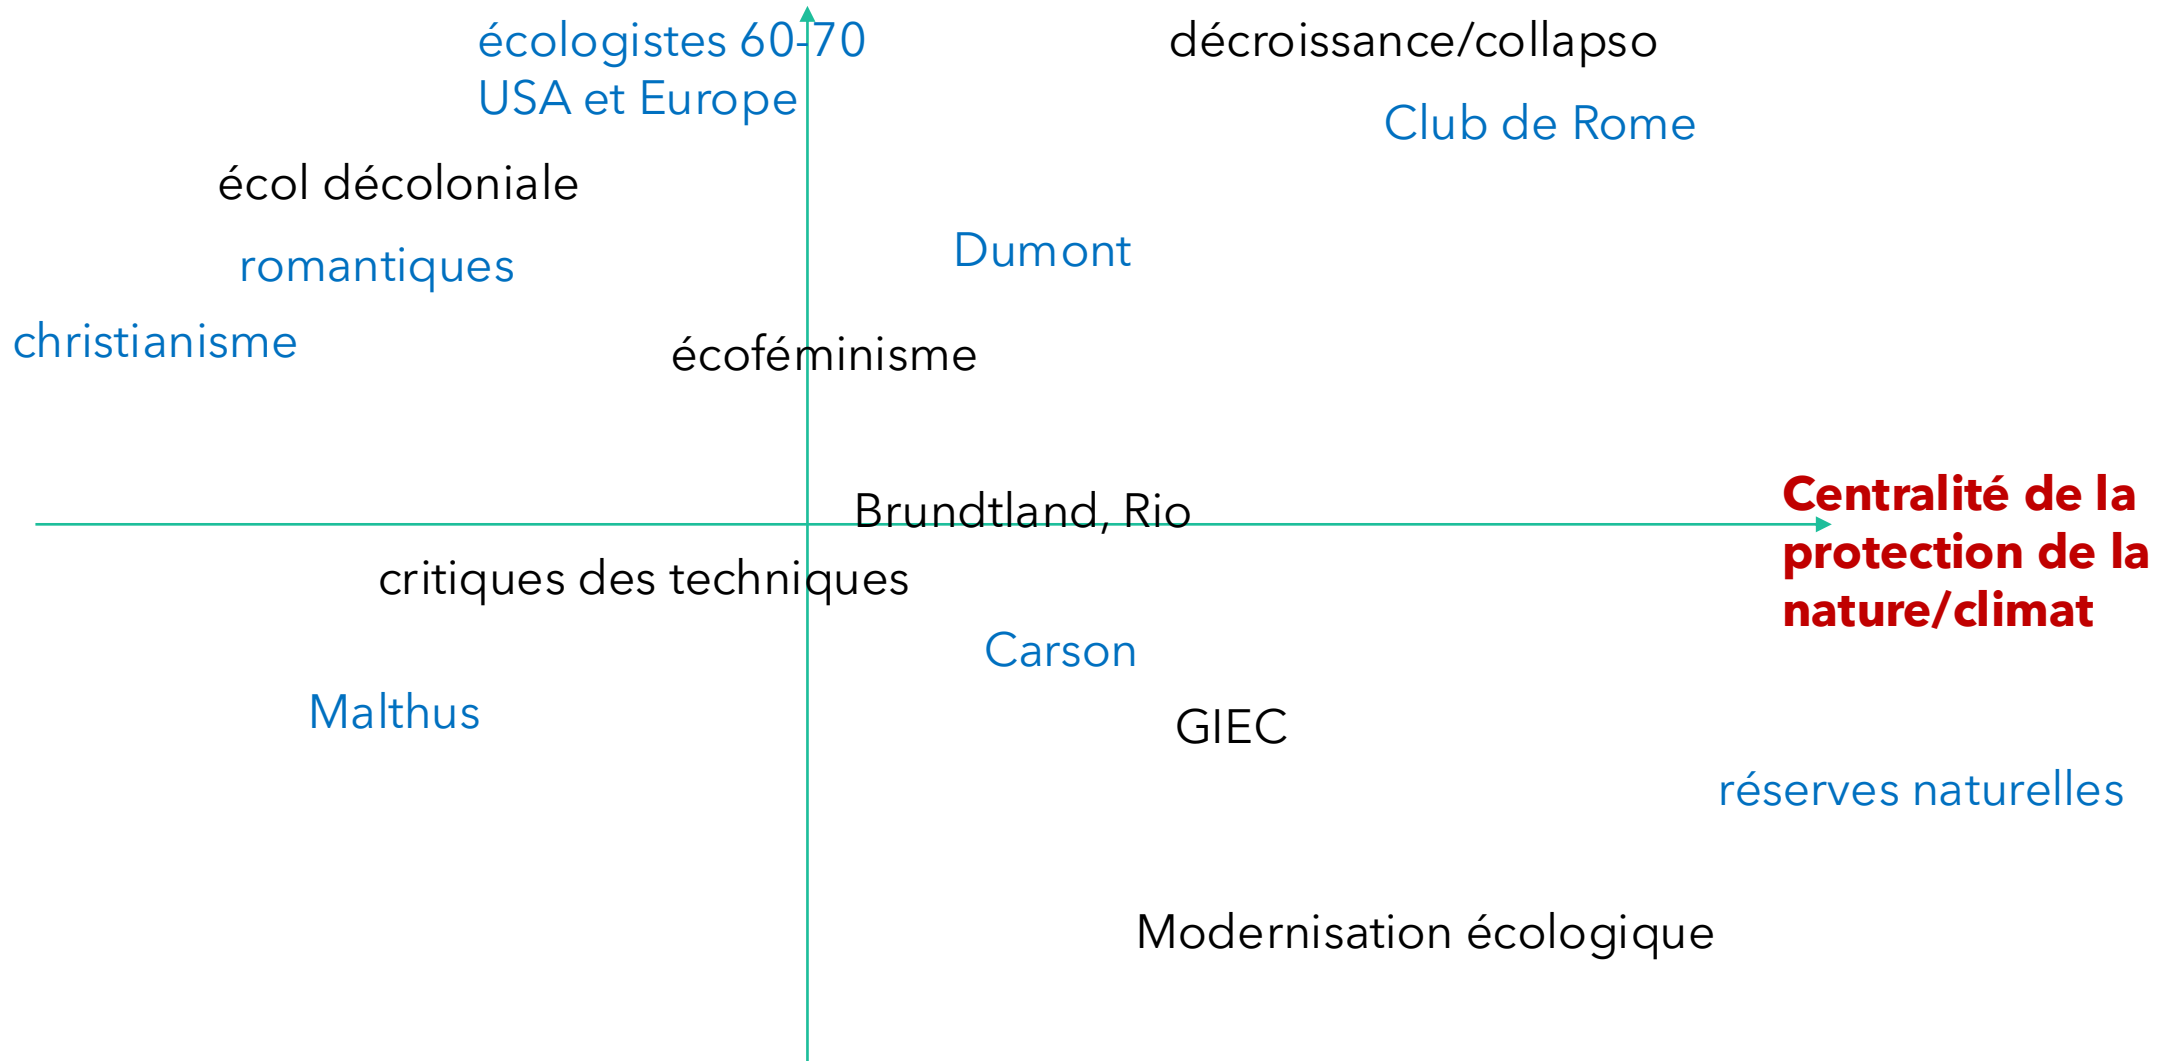 écologistes 60-70
USA et Europe
décroissance/collapso
Club de Rome
écol décoloniale
romantiques
Dumont
christianisme
écoféminisme
Brundtland, Rio
Centralité de la
protection de la
nature/climat
critiques des techniques
Carson
Malthus
GIEC
réserves naturelles
Modernisation écologique